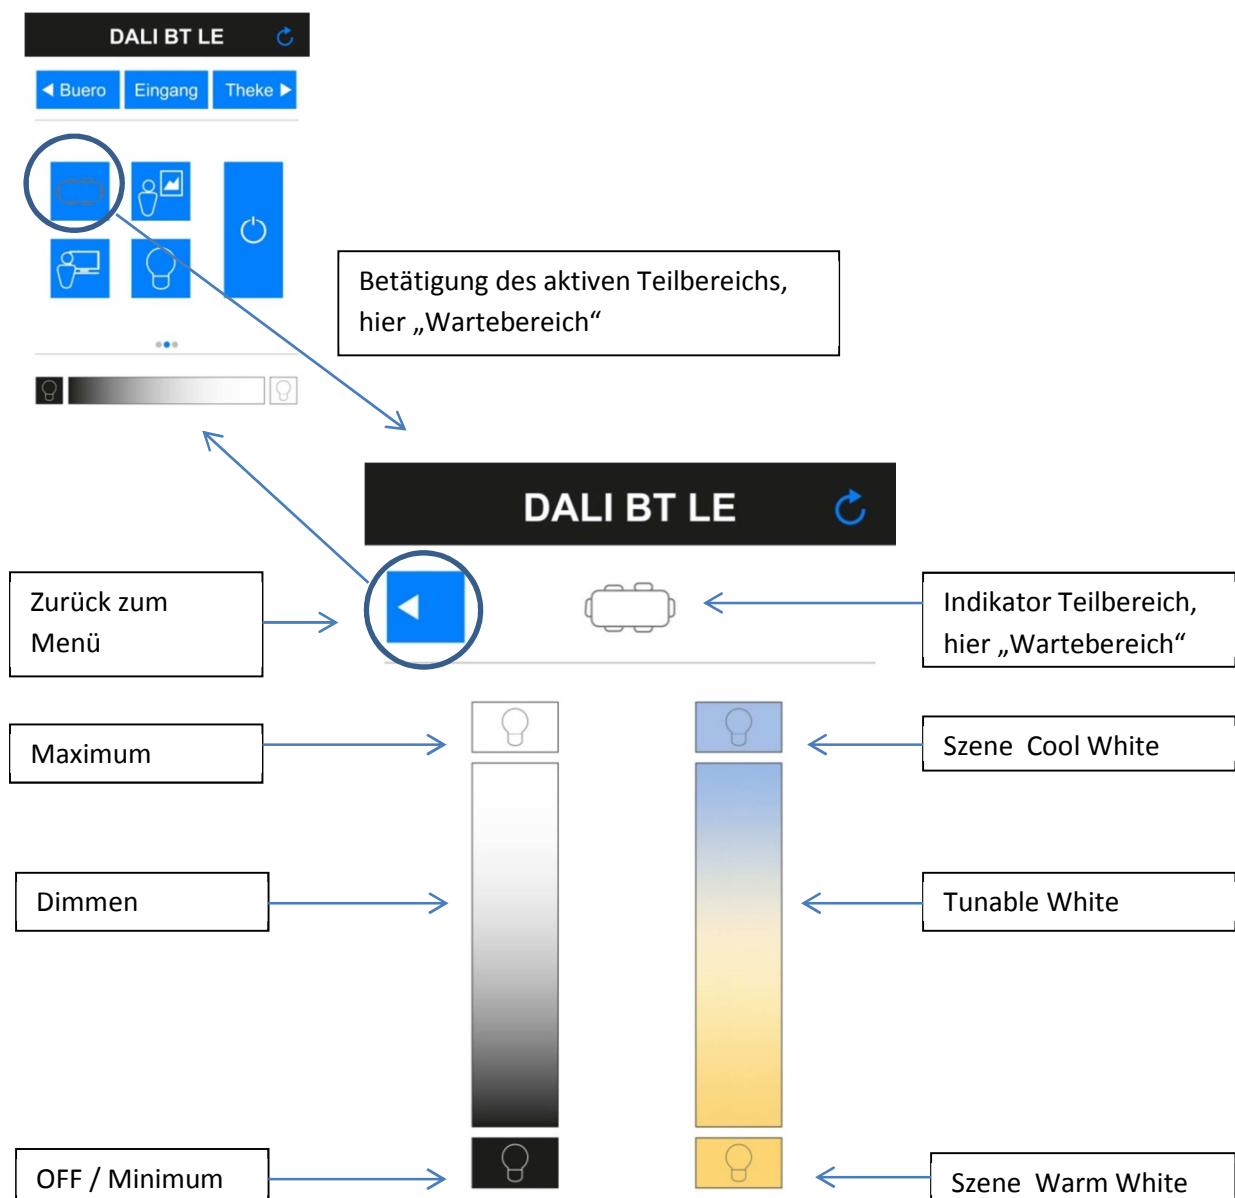 DALI BT LE
Buero Eingang Theke
Betätigung des aktiven Teilbereichs,
hier „Wartebereich“
DALI BT LE
Zurück zum
Menü
Indikator Teilbereich,
hier „Wartebereich“
Maximum
Szene Cool White
Dimmen
Tunable White
OFF / Minimum
Szene Warm White